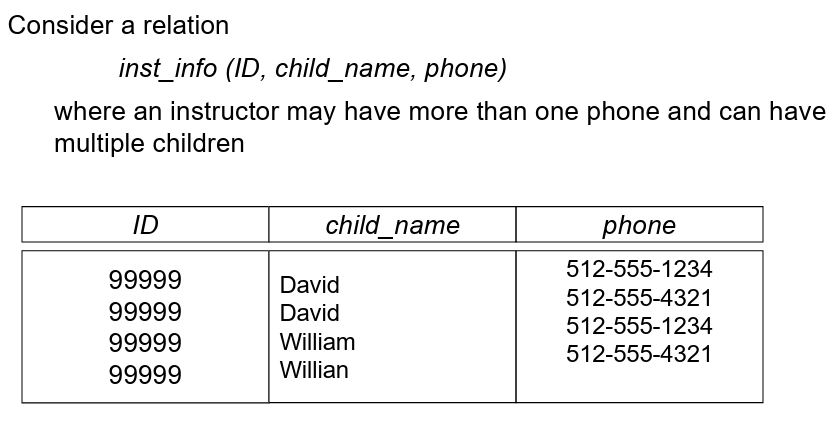 Consider a relation
inst_info (ID, child_name, phone)
where an instructor may have more than one phone and can have
multiple children
ID child_name phone
99999 David 512-555-1234
99999 David 512-555-4321
99999 William 512-555-1234
99999 Willian 512-555-4321